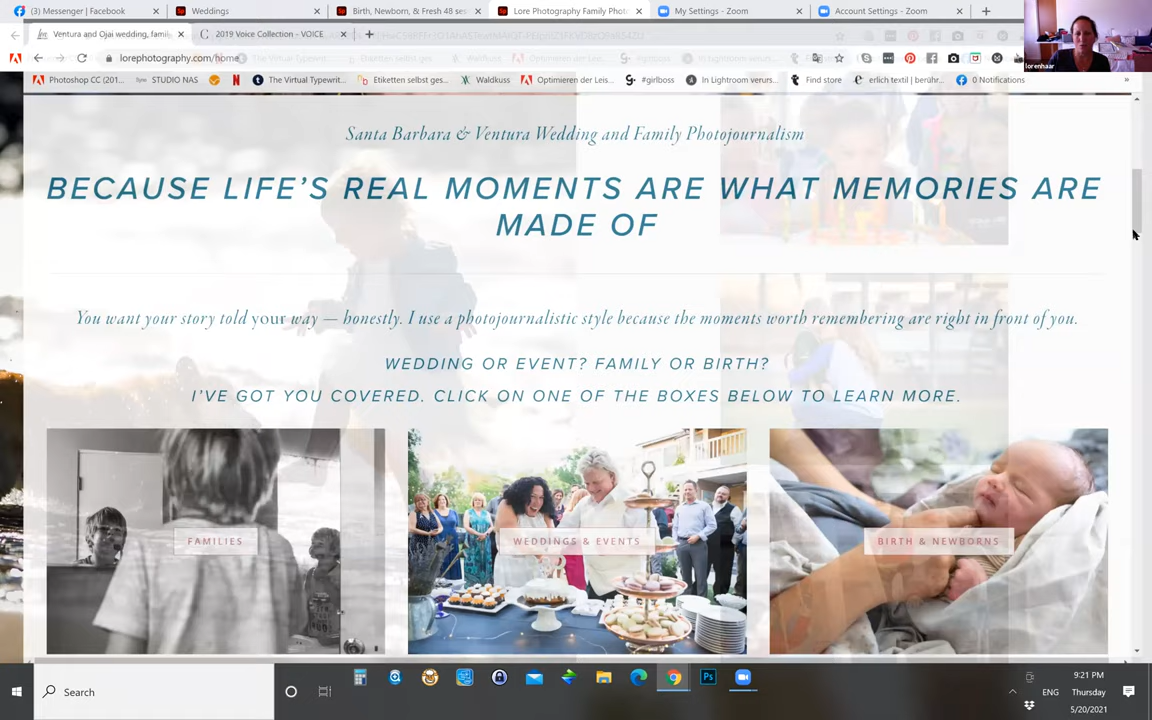 (3) Messenger | Facebook
Weddings
Birth, Newborn, & Fresh 48 ses
Lore Photography Family Phot
My Settings - Zoom
Account Settings - Zoom
Ventura and Ojai wedding, family
2019 Voice Collection - VOICE
lorephotography.com/home
Photoshop CC (201...
STUDIO NAS
The Virtual Typewrit...
Etiketten selbst ges...
Waldkuss
Optimieren der Leis...
#girlboss
In Lightroom verurs...
Find store
erlich textil | berühr...
0 Notifications
»
lorenhaar
Santa Barbara & Ventura Wedding and Family Photojournalism
BECAUSE LIFE'S REAL MOMENTS ARE WHAT MEMORIES ARE
MADE OF
You want your story told your way — honestly. I use a photojournalistic style because the moments worth remembering are right in front of you.
WEDDING OR EVENT? FAMILY OR BIRTH?
I'VE GOT YOU COVERED. CLICK ON ONE OF THE BOXES BELOW TO LEARN MORE.
FAMILIES
WEDDINGS & EVENTS
BIRTH & NEWBORNS
Search
ENG
9:21 PM
Thursday
5/20/2021